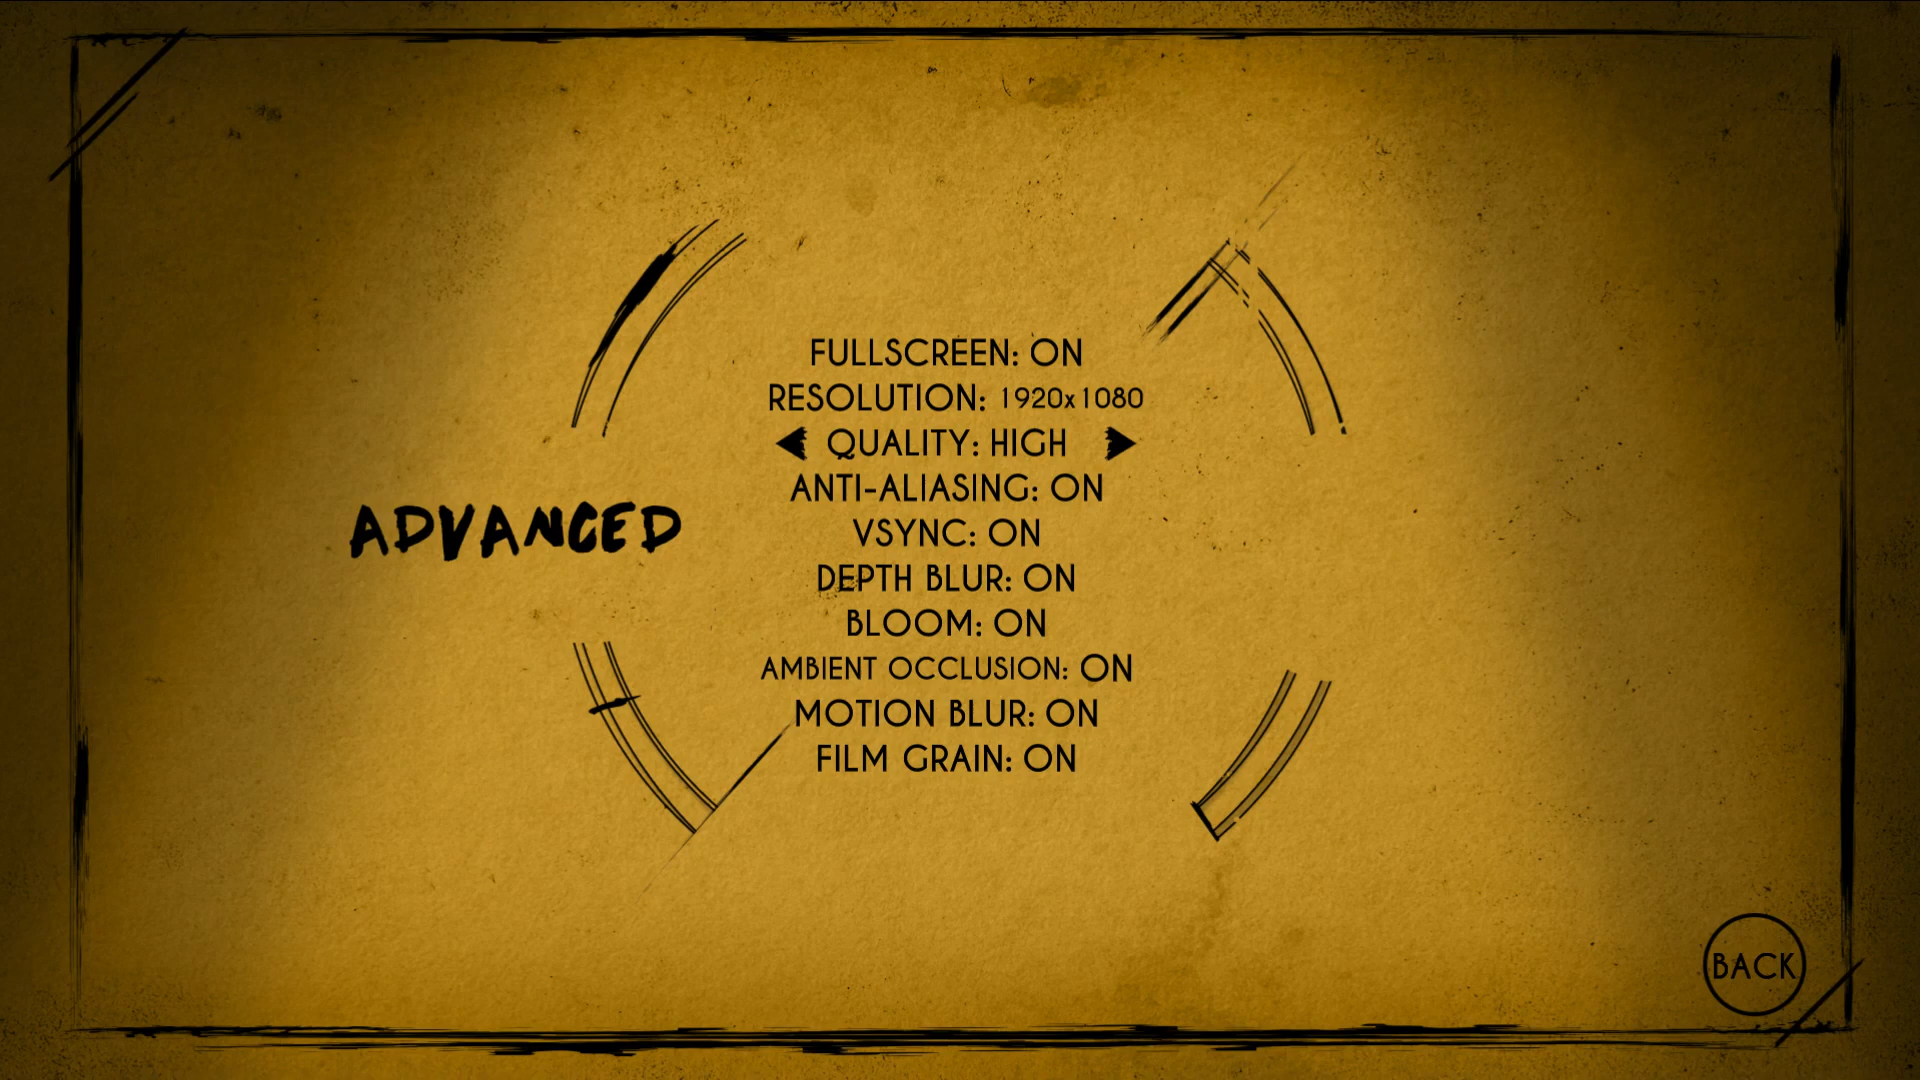 ADVANCED
FULLSCREEN: ON
RESOLUTION: 1920x1080
QUALITY: HIGH
ANTI-ALIASING: ON
VSYNC: ON
DEPTH BLUR: ON
BLOOM: ON
AMBIENT OCCLUSION: ON
MOTION BLUR: ON
FILM GRAIN: ON
BACK